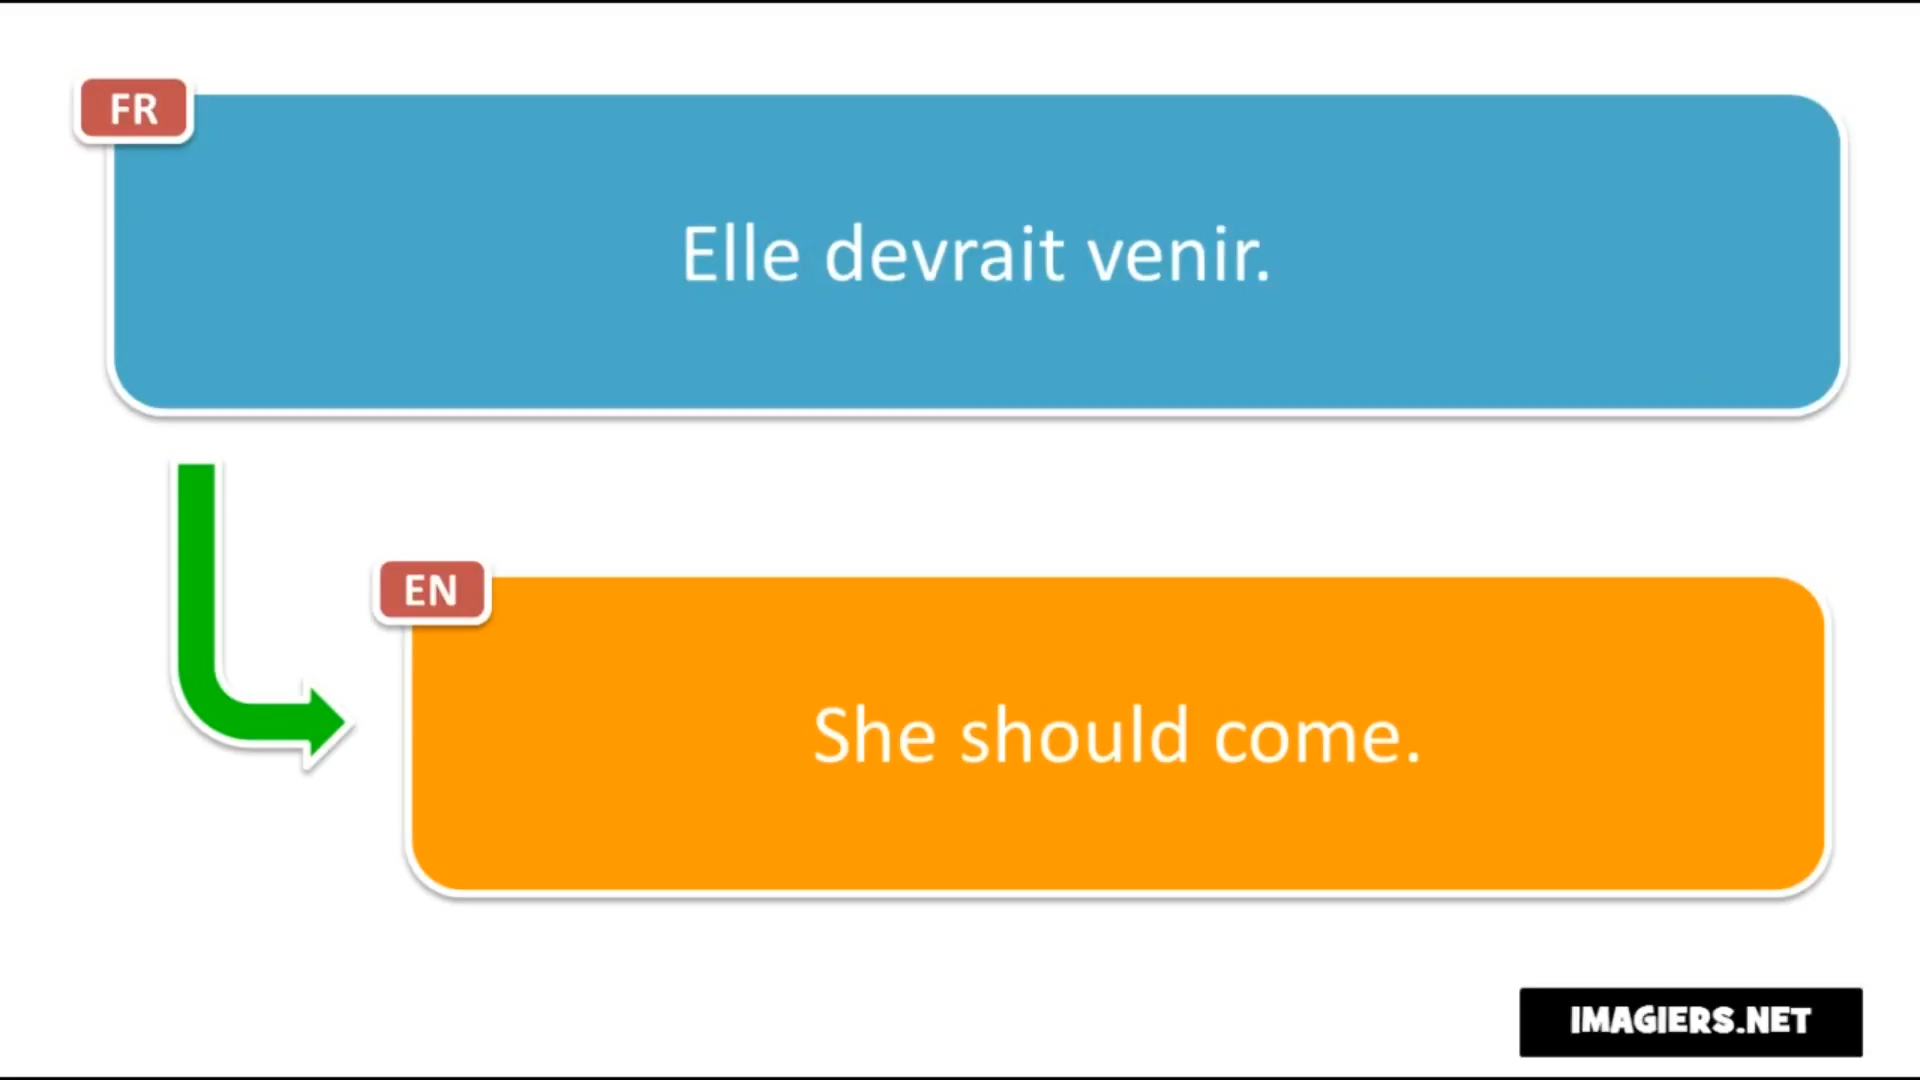 FR
Elle devrait venir.
EN
She should come.
IMAGIERS.NET